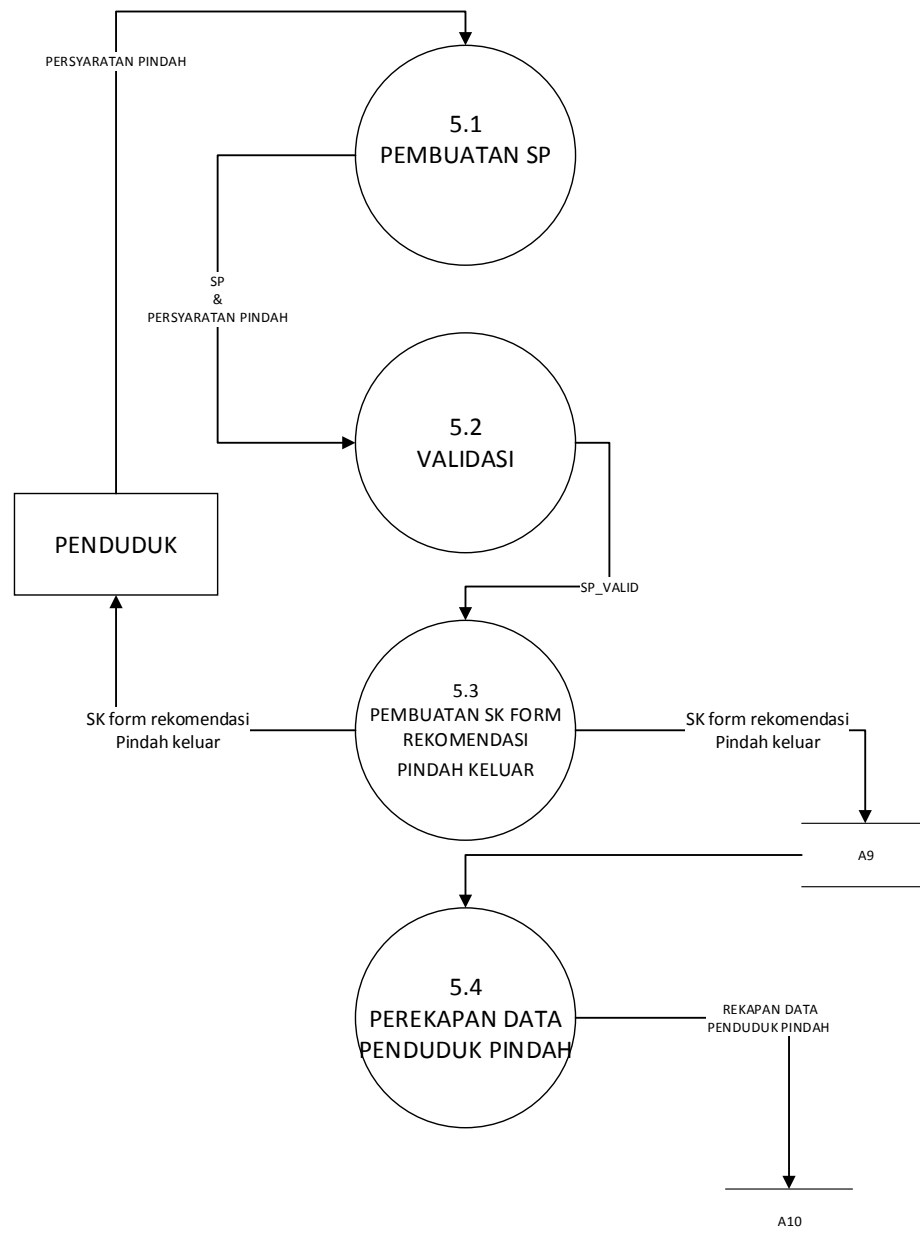 PERSYARATAN PINDAH
5.1
PEMBUATAN SP
SP
&
PERSYARATAN PINDAH
5.2
VALIDASI
PENDUDUK
SP_VALID
5.3
PEMBUATAN SK FORM
REKOMENDASI
PINDAH KELUAR
SK form rekomendasi
Pindah keluar
SK form rekomendasi
Pindah keluar
A9
5.4
PEREKAPAN DATA
PENDUDUK PINDAH
REKAPAN DATA
PENDUDUK PINDAH
A10